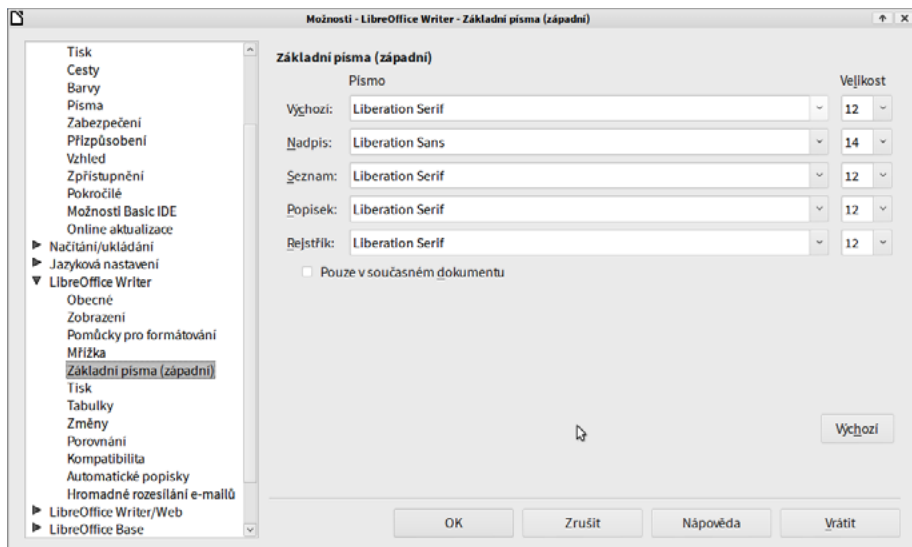 Možnosti - LibreOffice Writer - Základní písma (západní)
Tisk
Cesty
Barvy
Písma
Zabezpečení
Přizpůsobení
Vzhled
Zpřístupnění
Pokročilé
Možnosti Basic IDE
Online aktualizace
Načítání/ukládání
Jazyková nastavení
LibreOffice Writer
Obecné
Zobrazení
Pomůcky pro formátování
Mřížka
Základní písma (západní)
Tisk
Tabulky
Změny
Porovnání
Kompatibilita
Automatické popisky
Hromadné rozesílání e-mailů
LibreOffice Writer/Web
LibreOffice Base
Základní písma (západní)
Písmo Velikost
Výchozí: Liberation Serif 12
Nadpis: Liberation Sans 14
Seznam: Liberation Serif 12
Popisek: Liberation Serif 12
Rejstřík: Liberation Serif 12
Pouze v současném dokumentu
Výchozí
OK Zrušit Nápověda Vrátit